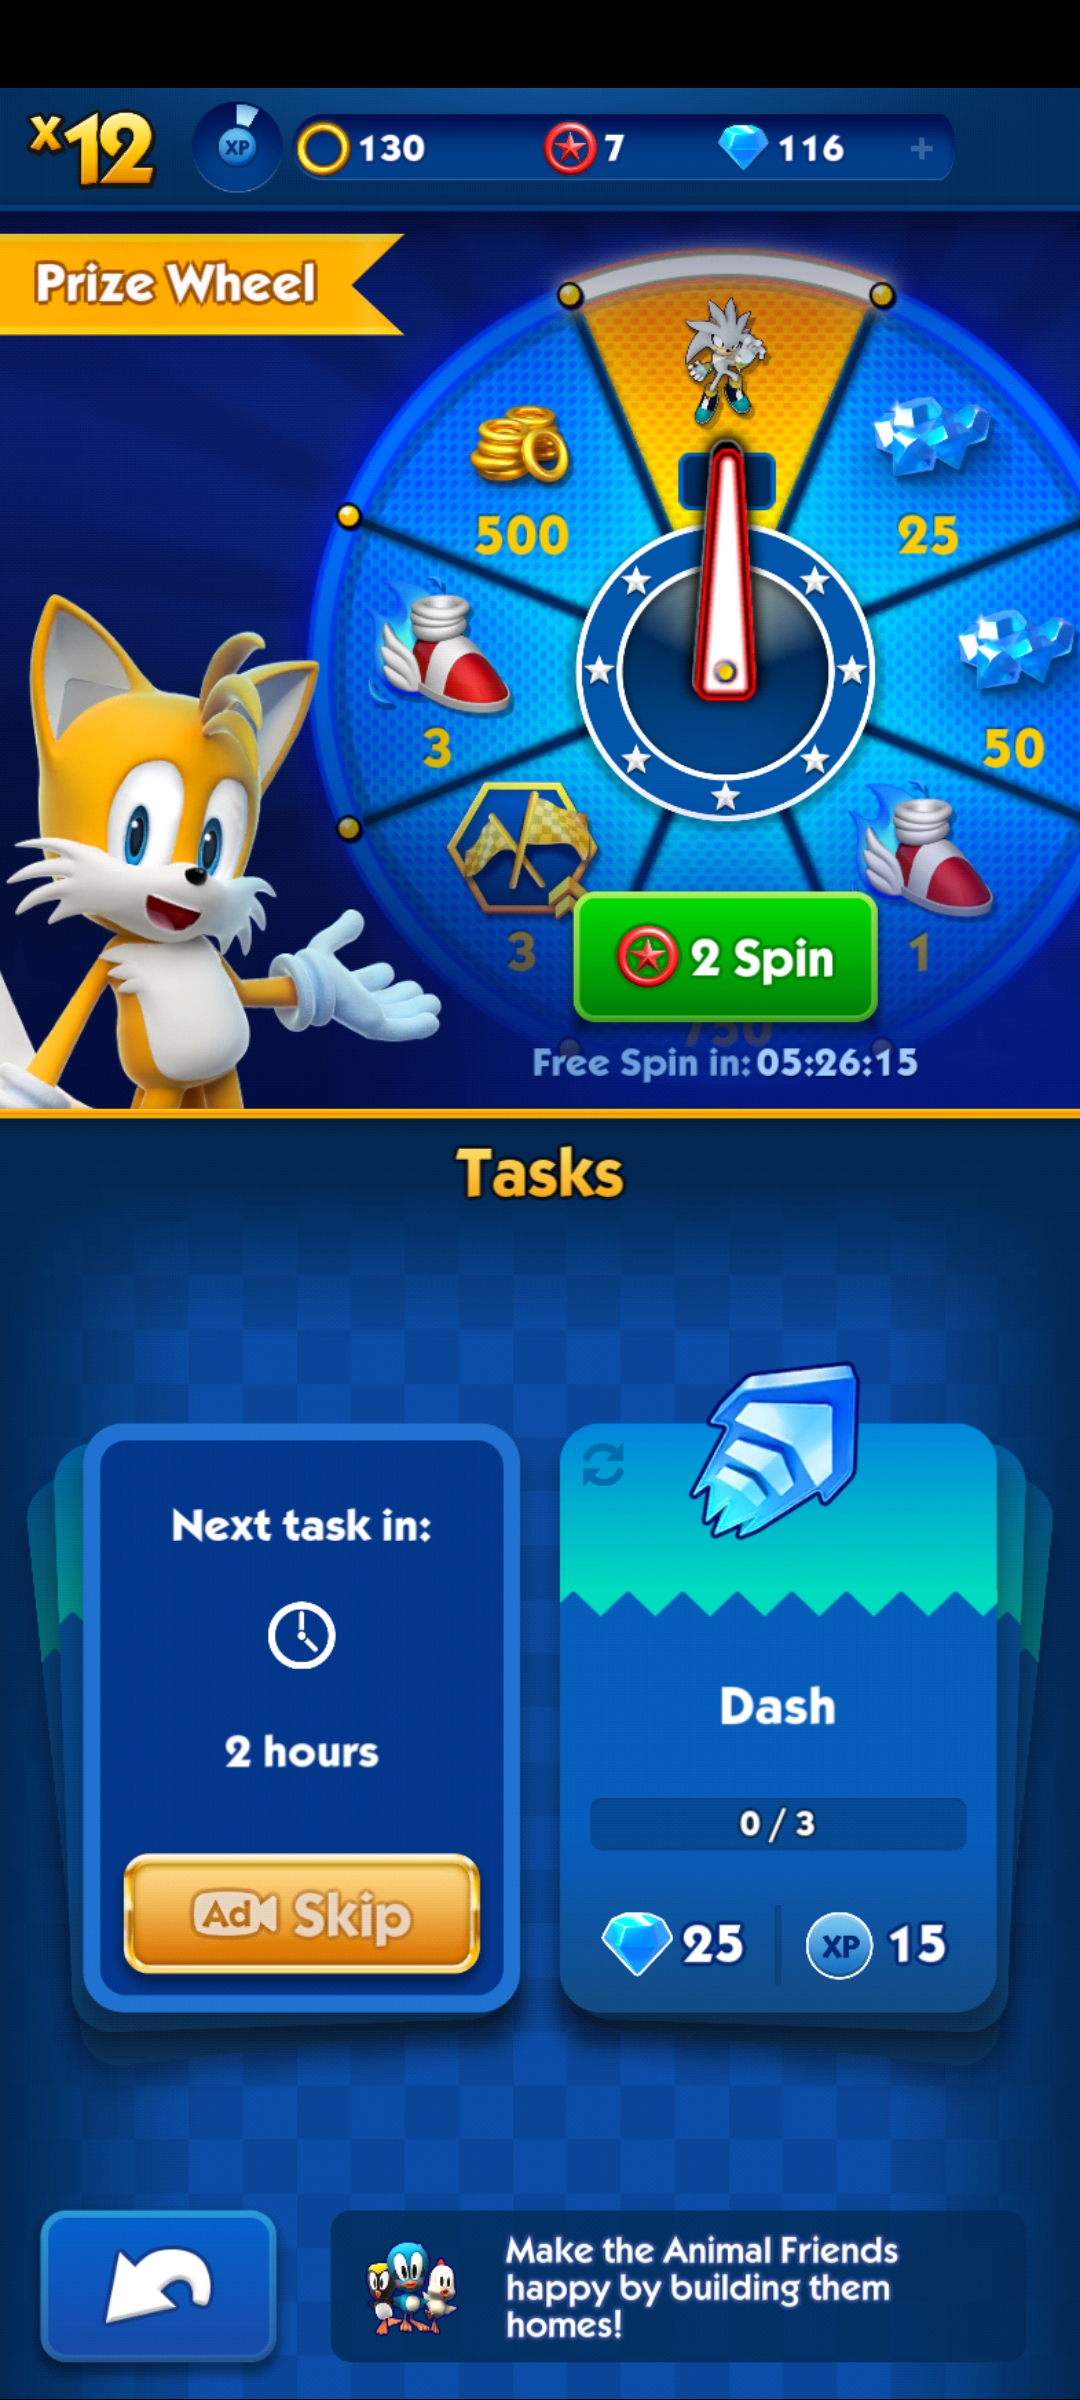 x12
XP
130
7
116
+
Prize Wheel
500
25
3
50
3
1
2 Spin
750
Free Spin in: 05:26:15
Tasks
Next task in:
2 hours
Ad Skip
Dash
0 / 3
25
XP 15
Make the Animal Friends
happy by building them
homes!